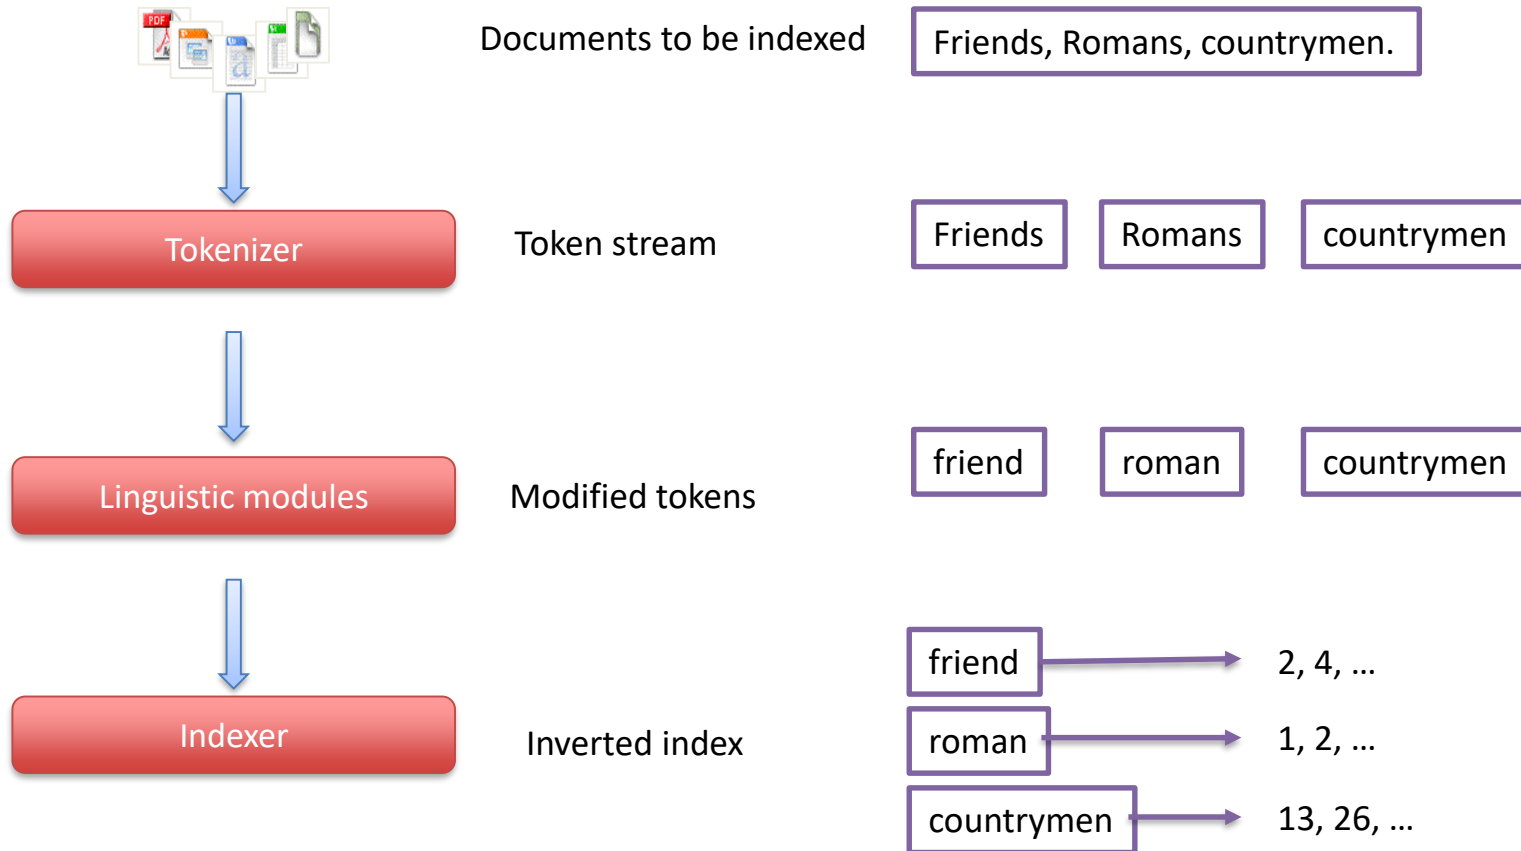 PDF
Documents to be indexed
Friends, Romans, countrymen.
Tokenizer
Token stream
Friends
Romans
countrymen
Linguistic modules
Modified tokens
friend
roman
countrymen
Indexer
Inverted index
friend
2, 4, ...
roman
1, 2, ...
countrymen
13, 26, ...